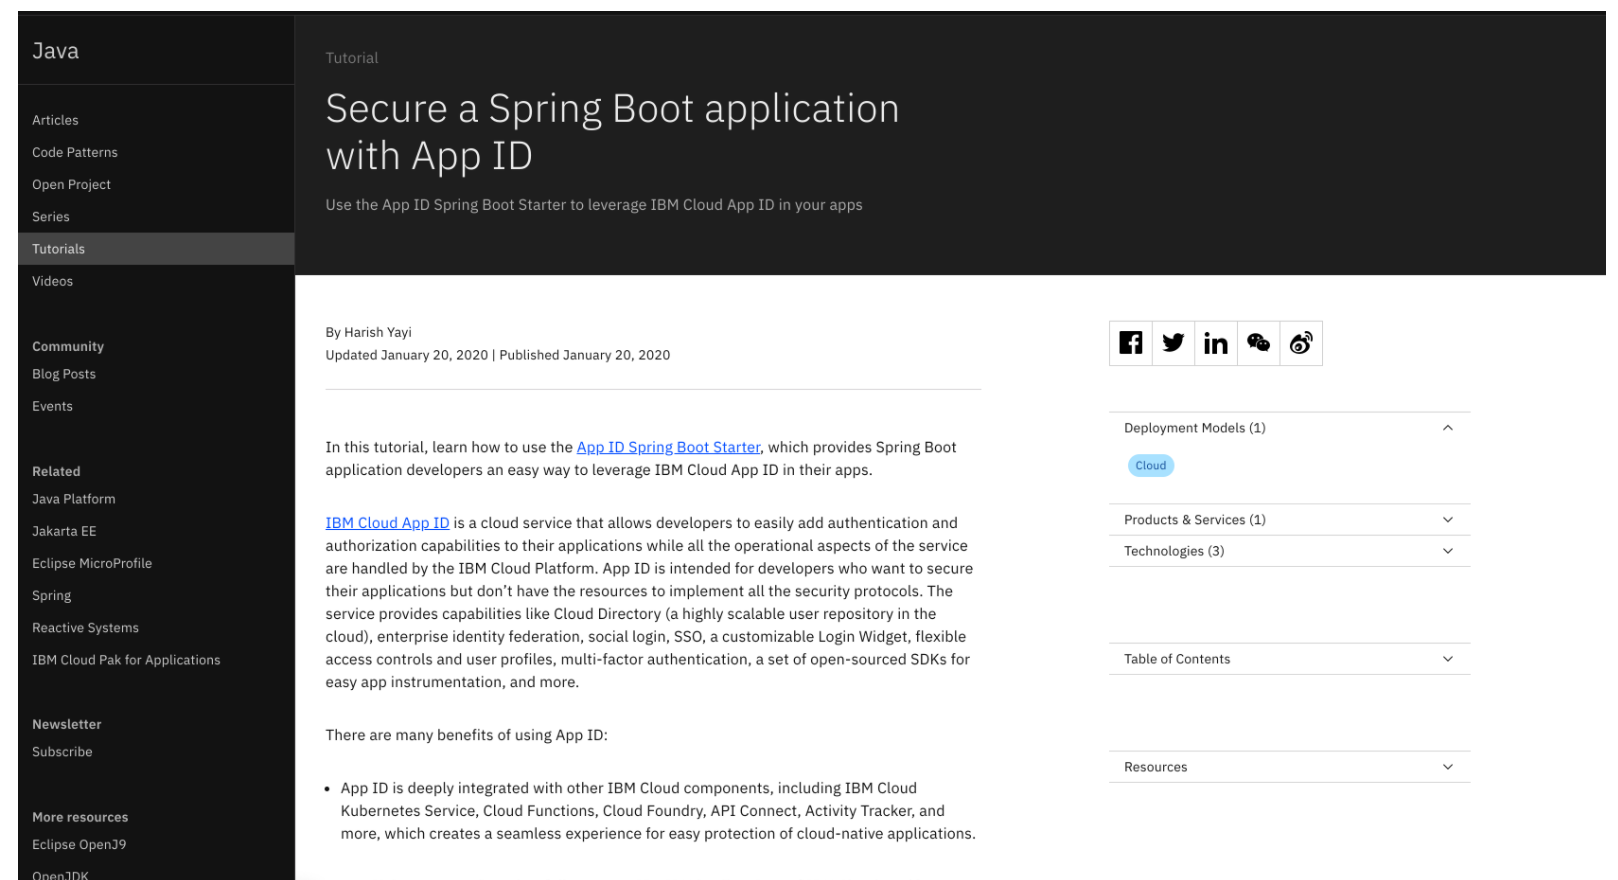 Java
Articles
Code Patterns
Open Project
Series
Tutorials
Videos
Community
Blog Posts
Events
Related
Java Platform
Jakarta EE
Eclipse MicroProfile
Spring
Reactive Systems
IBM Cloud Pak for Applications
Newsletter
Subscribe
More resources
Eclipse OpenJ9
OpenJDK
Tutorial
Secure a Spring Boot application
with App ID
Use the App ID Spring Boot Starter to leverage IBM Cloud App ID in your apps
By Harish Yayi
Updated January 20, 2020 | Published January 20, 2020
In this tutorial, learn how to use the App ID Spring Boot Starter, which provides Spring Boot
application developers an easy way to leverage IBM Cloud App ID in their apps.
IBM Cloud App ID is a cloud service that allows developers to easily add authentication and
authorization capabilities to their applications while all the operational aspects of the service
are handled by the IBM Cloud Platform. App ID is intended for developers who want to secure
their applications but don’t have the resources to implement all the security protocols. The
service provides capabilities like Cloud Directory (a highly scalable user repository in the
cloud), enterprise identity federation, social login, SSO, a customizable Login Widget, flexible
access controls and user profiles, multi-factor authentication, a set of open-sourced SDKs for
easy app instrumentation, and more.
There are many benefits of using App ID:
• App ID is deeply integrated with other IBM Cloud components, including IBM Cloud
Kubernetes Service, Cloud Functions, Cloud Foundry, API Connect, Activity Tracker, and
more, which creates a seamless experience for easy protection of cloud-native applications.
Deployment Models (1)
Cloud
Products & Services (1)
Technologies (3)
Table of Contents
Resources